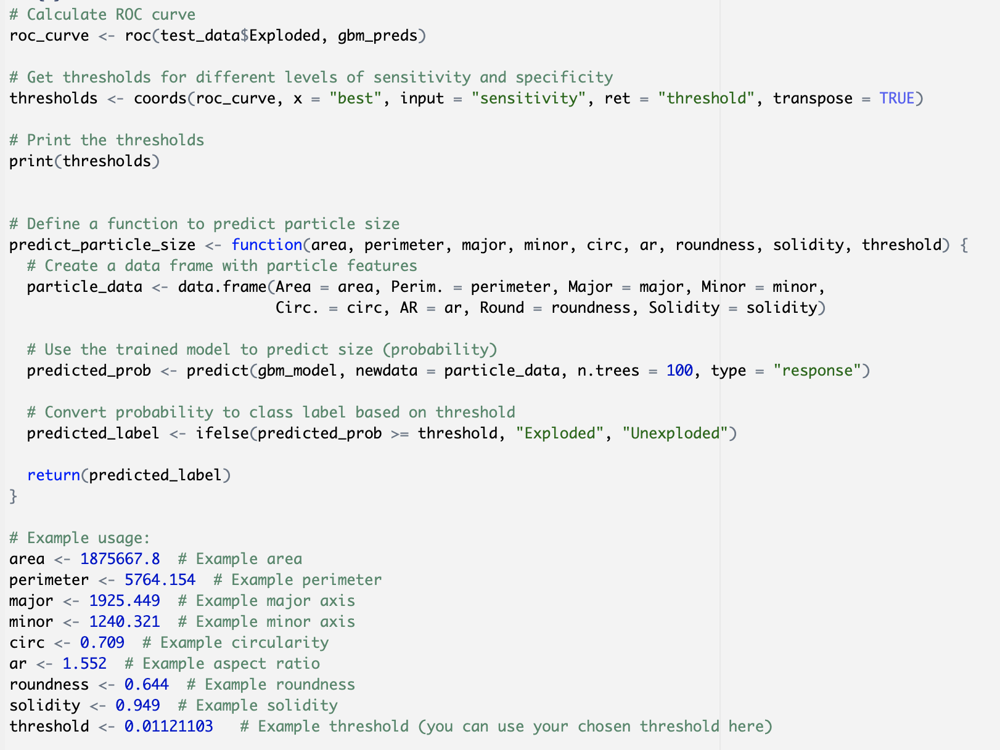 # Calculate ROC curve
roc_curve <- roc(test_data$Exploded, gbm_preds)
# Get thresholds for different levels of sensitivity and specificity
thresholds <- coords(roc_curve, x = "best", input = "sensitivity", ret = "threshold", transpose = TRUE)
# Print the thresholds
print(thresholds)
# Define a function to predict particle size
predict_particle_size <- function(area, perimeter, major, minor, circ, ar, roundness, solidity, threshold) {
  # Create a data frame with particle features
  particle_data <- data.frame(Area = area, Perim. = perimeter, Major = major, Minor = minor,
                              Circ. = circ, AR = ar, Round = roundness, Solidity = solidity)
  # Use the trained model to predict size (probability)
  predicted_prob <- predict(gbm_model, newdata = particle_data, n.trees = 100, type = "response")
  # Convert probability to class label based on threshold
  predicted_label <- ifelse(predicted_prob >= threshold, "Exploded", "Unexploded")
  return(predicted_label)
}
# Example usage:
area <- 1875667.8  # Example area
perimeter <- 5764.154  # Example perimeter
major <- 1925.449  # Example major axis
minor <- 1240.321  # Example minor axis
circ <- 0.709  # Example circularity
ar <- 1.552  # Example aspect ratio
roundness <- 0.644  # Example roundness
solidity <- 0.949  # Example solidity
threshold <- 0.01121103   # Example threshold (you can use your chosen threshold here)